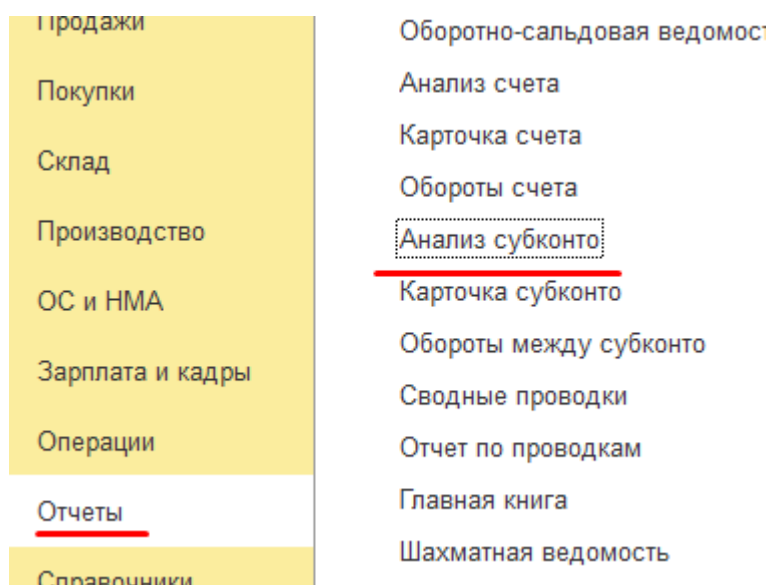 Продажи
Покупки
Склад
Производство
ОС и НМА
Зарплата и кадры
Операции
Отчеты
Справочники
Оборотно-сальдовая ведомост
Анализ счета
Карточка счета
Обороты счета
Анализ субконто
Карточка субконто
Обороты между субконто
Сводные проводки
Отчет по проводкам
Главная книга
Шахматная ведомость